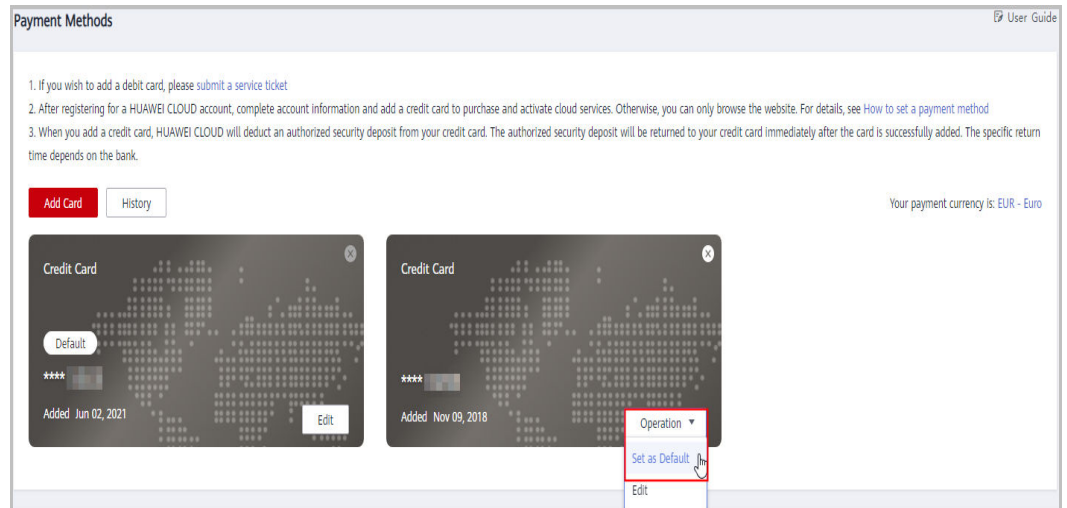 Payment Methods
User Guide
1. If you wish to add a debit card, please submit a service ticket
2. After registering for a HUAWEI CLOUD account, complete account information and add a credit card to purchase and activate cloud services. Otherwise, you can only browse the website. For details, see How to set a payment method
3. When you add a credit card, HUAWEI CLOUD will deduct an authorized security deposit from your credit card. The authorized security deposit will be returned to your credit card immediately after the card is successfully added. The specific return
time depends on the bank.
Add Card
History
Your payment currency is: EUR - Euro
Credit Card
Default
****
Added Jun 02, 2021
Edit
Credit Card
****
Added Nov 09, 2018
Operation
Set as Default
Edit